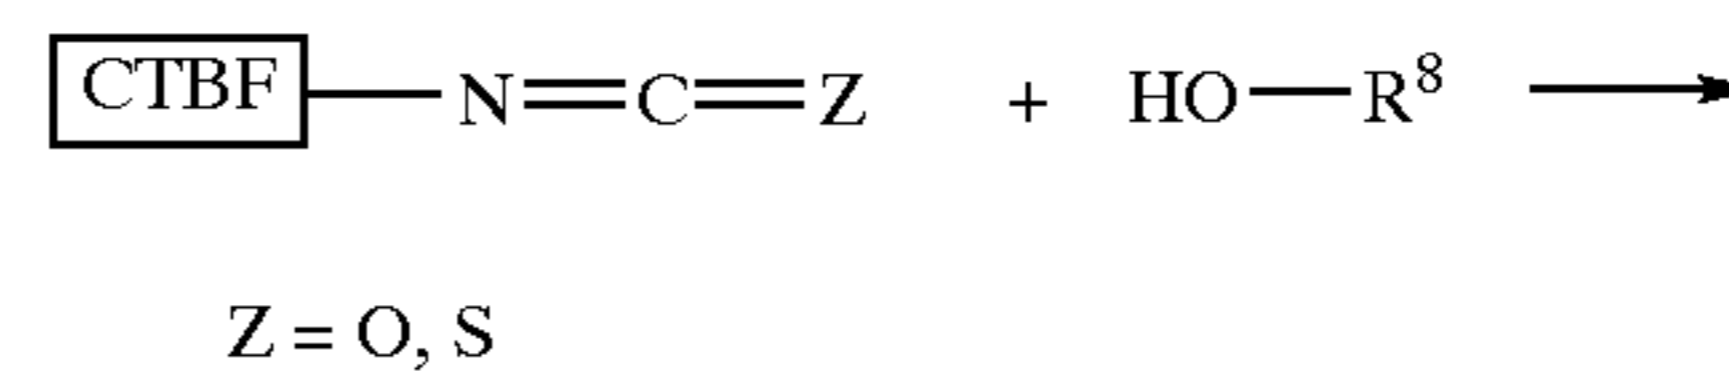 CTBF—N=C=Z + HO—R⁸ →
Z = O, S